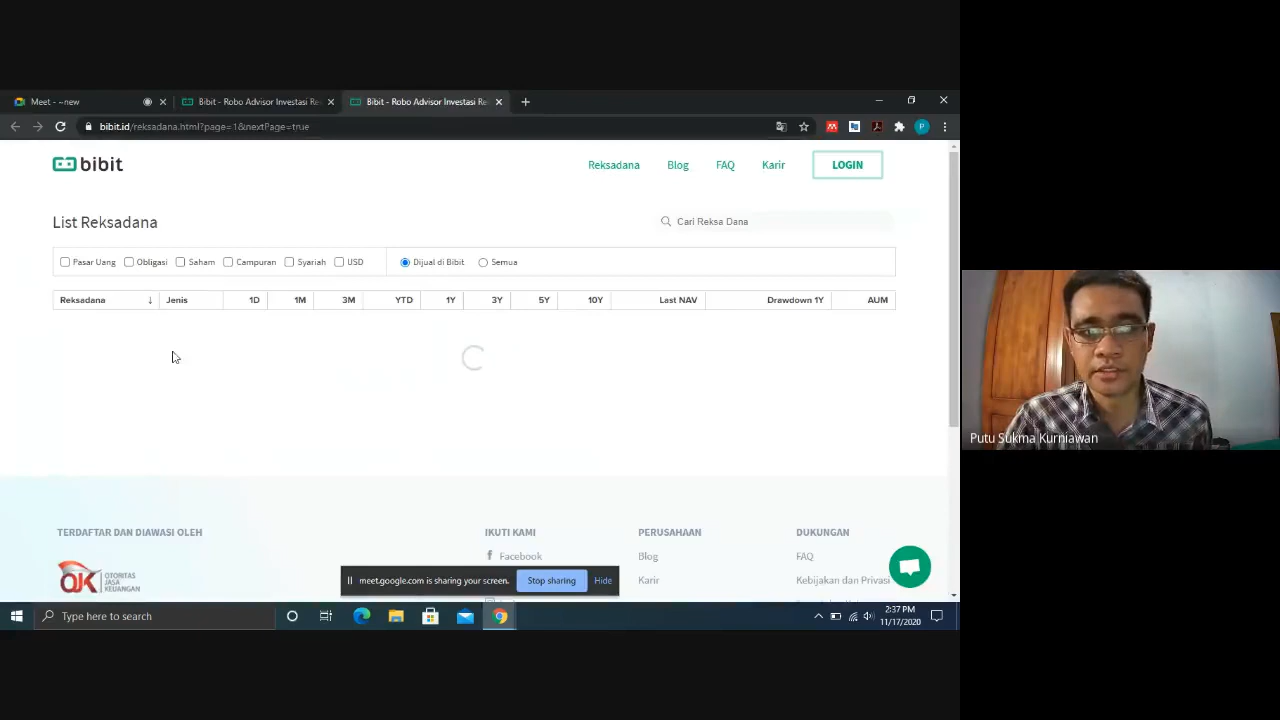 Meet - ~new
Bibit - Robo Advisor Investasi Re
Bibit - Robo Advisor Investasi Re
bibit.id/reksadana.html?page=1&nextPage=true
bibit
Reksadana
Blog
FAQ
Karir
LOGIN
List Reksadana
Cari Reksa Dana
Pasar Uang
Obligasi
Saham
Campuran
Syariah
USD
Dijual di Bibit
Semua
Reksadana
Jenis
1D
1M
3M
YTD
1Y
3Y
5Y
10Y
Last NAV
Drawdown 1Y
AUM
Putu Sukma Kurniawan
TERDAFTAR DAN DIAWASI OLEH
IKUTI KAMI
PERUSAHAAN
DUKUNGAN
Facebook
Blog
FAQ
OJK
OTORITAS
JASA
KEUANGAN
Karir
Kebijakan dan Privasi
meet.google.com is sharing your screen.
Stop sharing
Hide
Type here to search
2:37 PM
11/17/2020